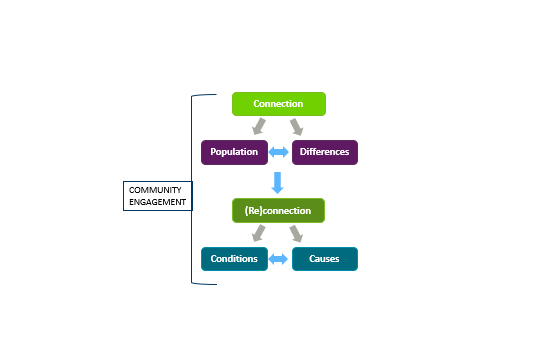 Connection
Population
Differences
COMMUNITY
ENGAGEMENT
(Re)connection
Conditions
Causes